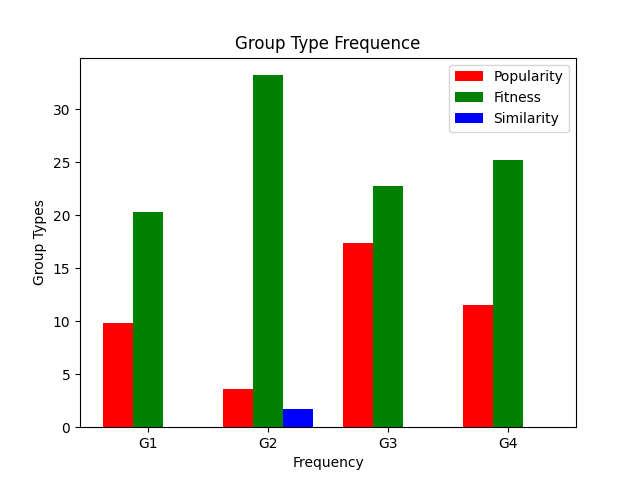 Group Type Frequence
Popularity
Fitness
Similarity
30
25
20
15
10
5
0
Group Types
G1 G2 G3 G4
Frequency